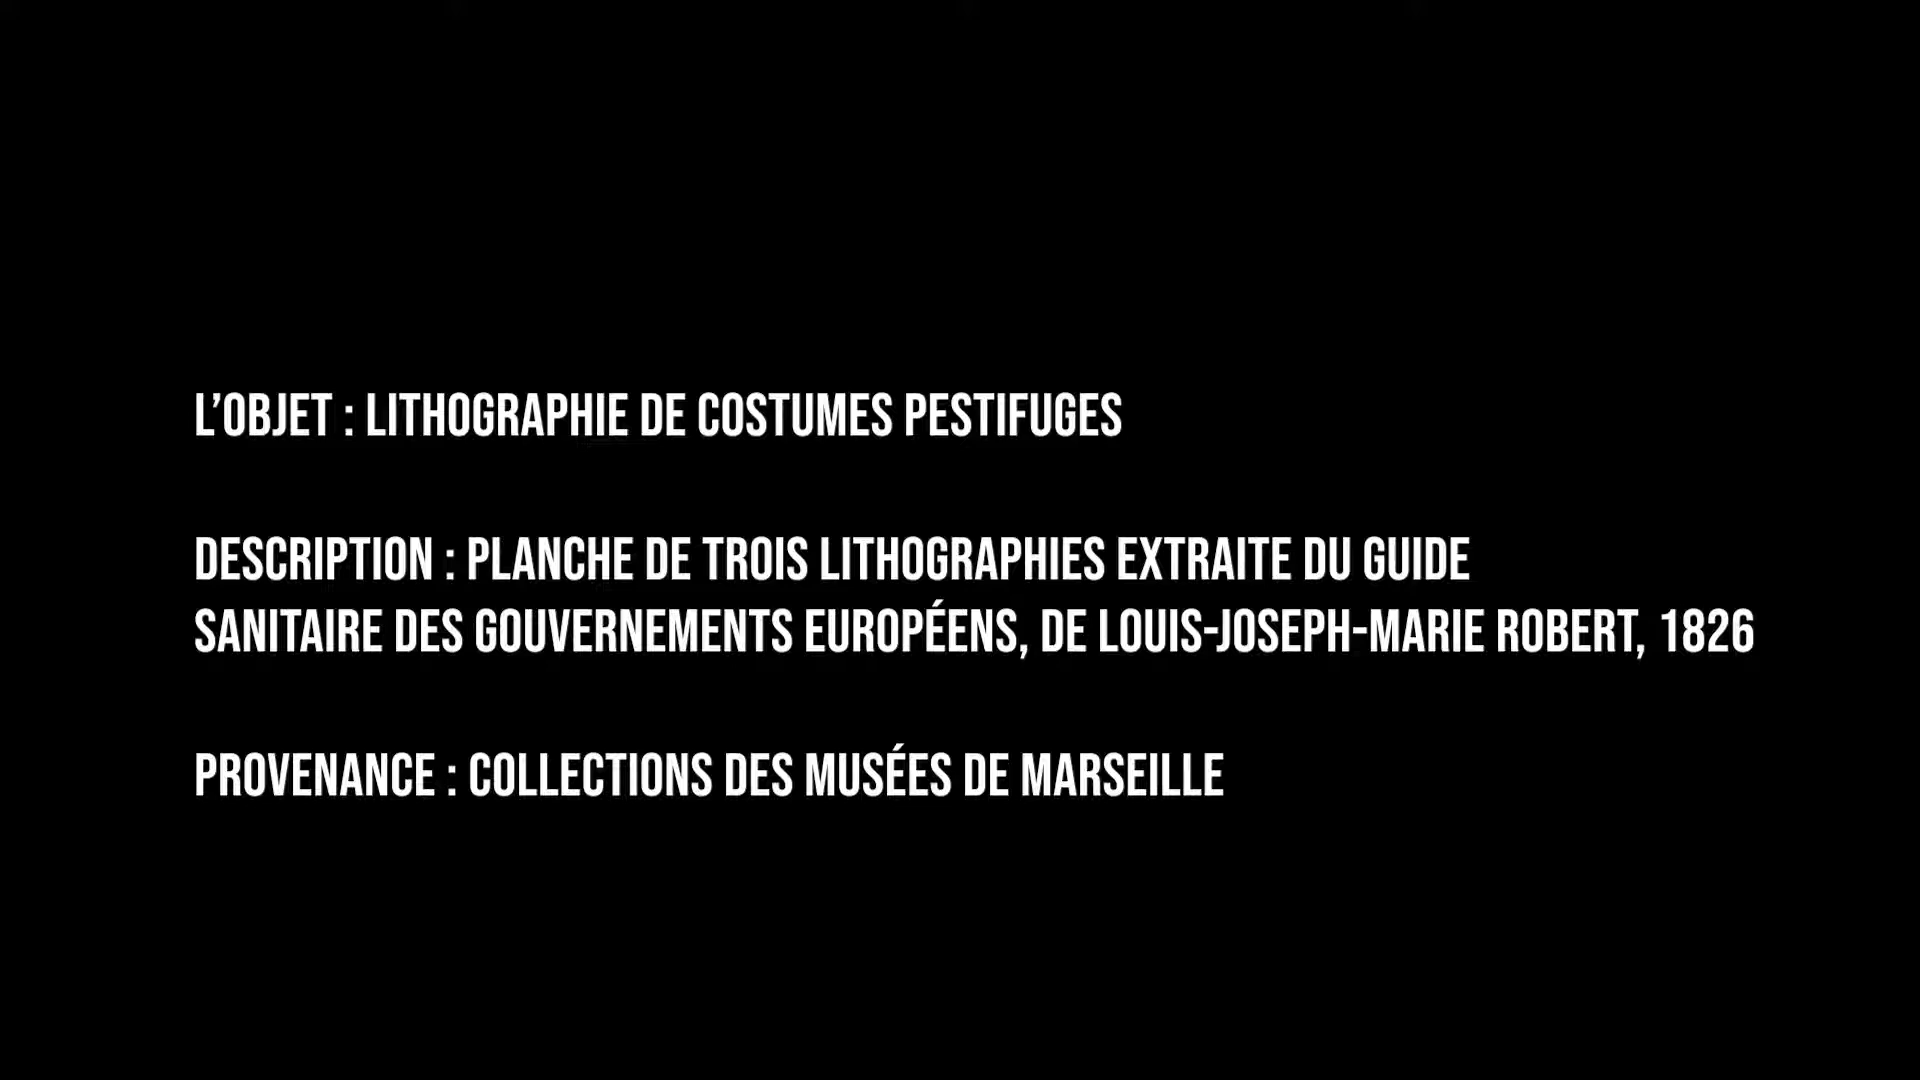 L’OBJET : LITHOGRAPHIE DE COSTUMES PESTIFUGES
DESCRIPTION : PLANCHE DE TROIS LITHOGRAPHIES EXTRAITE DU GUIDE
SANITAIRE DES GOUVERNEMENTS EUROPÉENS, DE LOUIS-JOSEPH-MARIE ROBERT, 1826
PROVENANCE : COLLECTIONS DES MUSÉES DE MARSEILLE